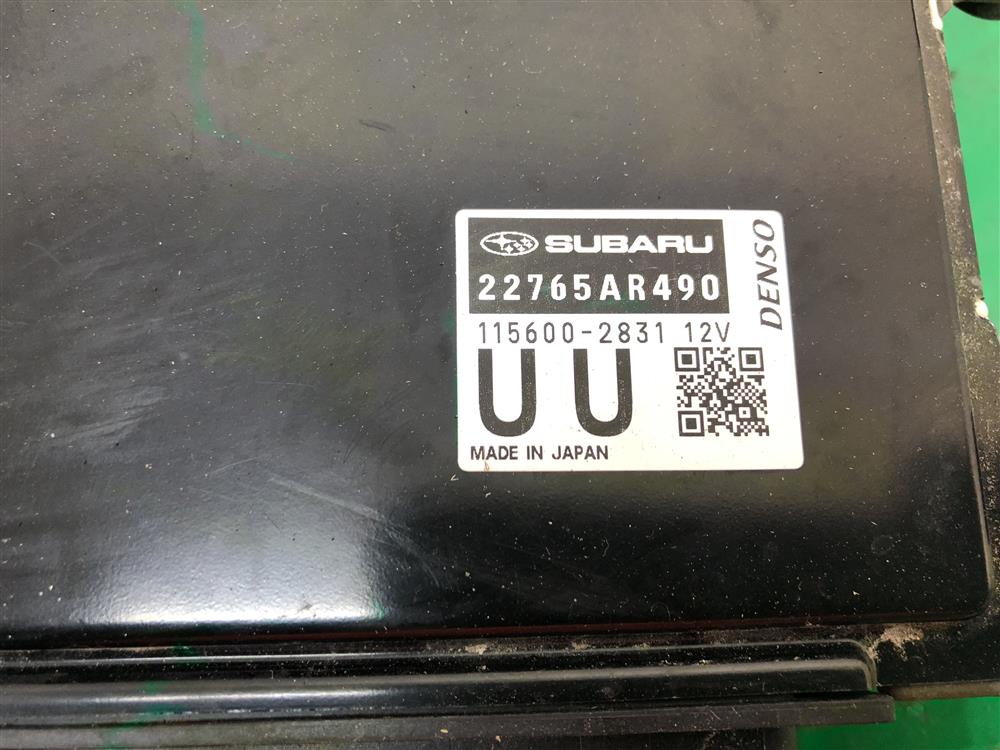 SUBARU
22765AR490
DENSO
115600-2831 12V
UU
MADE IN JAPAN